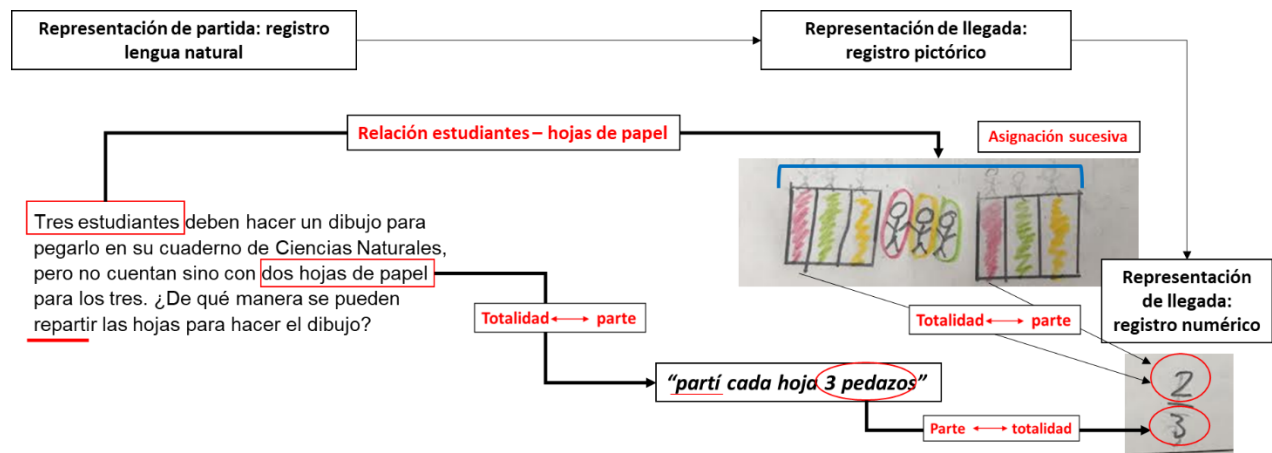 Representación de partida: registro
lengua natural
Representación de llegada:
registro pictórico
Relación estudiantes – hojas de papel
Asignación sucesiva
Tres estudiantes deben hacer un dibujo para
pegarlo en su cuaderno de Ciencias Naturales,
pero no cuentan sino con dos hojas de papel
para los tres. ¿De qué manera se pueden
repartir las hojas para hacer el dibujo?
Representación
de llegada:
registro numérico
Totalidad ←→ parte
Totalidad ←→ parte
“partí cada hoja 3 pedazos”
2
3
Parte ←→ totalidad